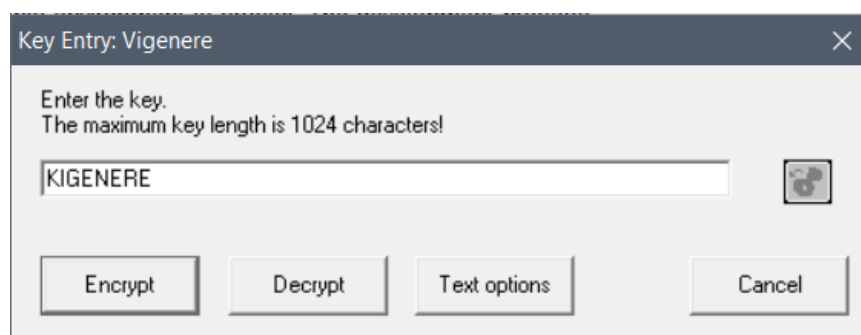 Key Entry: Vigenere
Enter the key.
The maximum key length is 1024 characters!
KIGENERE
Encrypt
Decrypt
Text options
Cancel